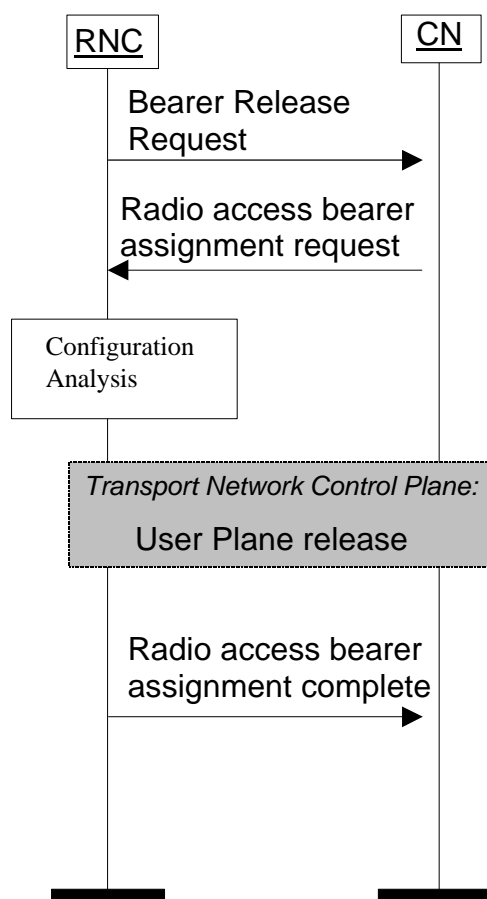 RNC
CN
Bearer Release
Request
Radio access bearer
assignment request
Configuration
Analysis
Transport Network Control Plane:
User Plane release
Radio access bearer
assignment complete